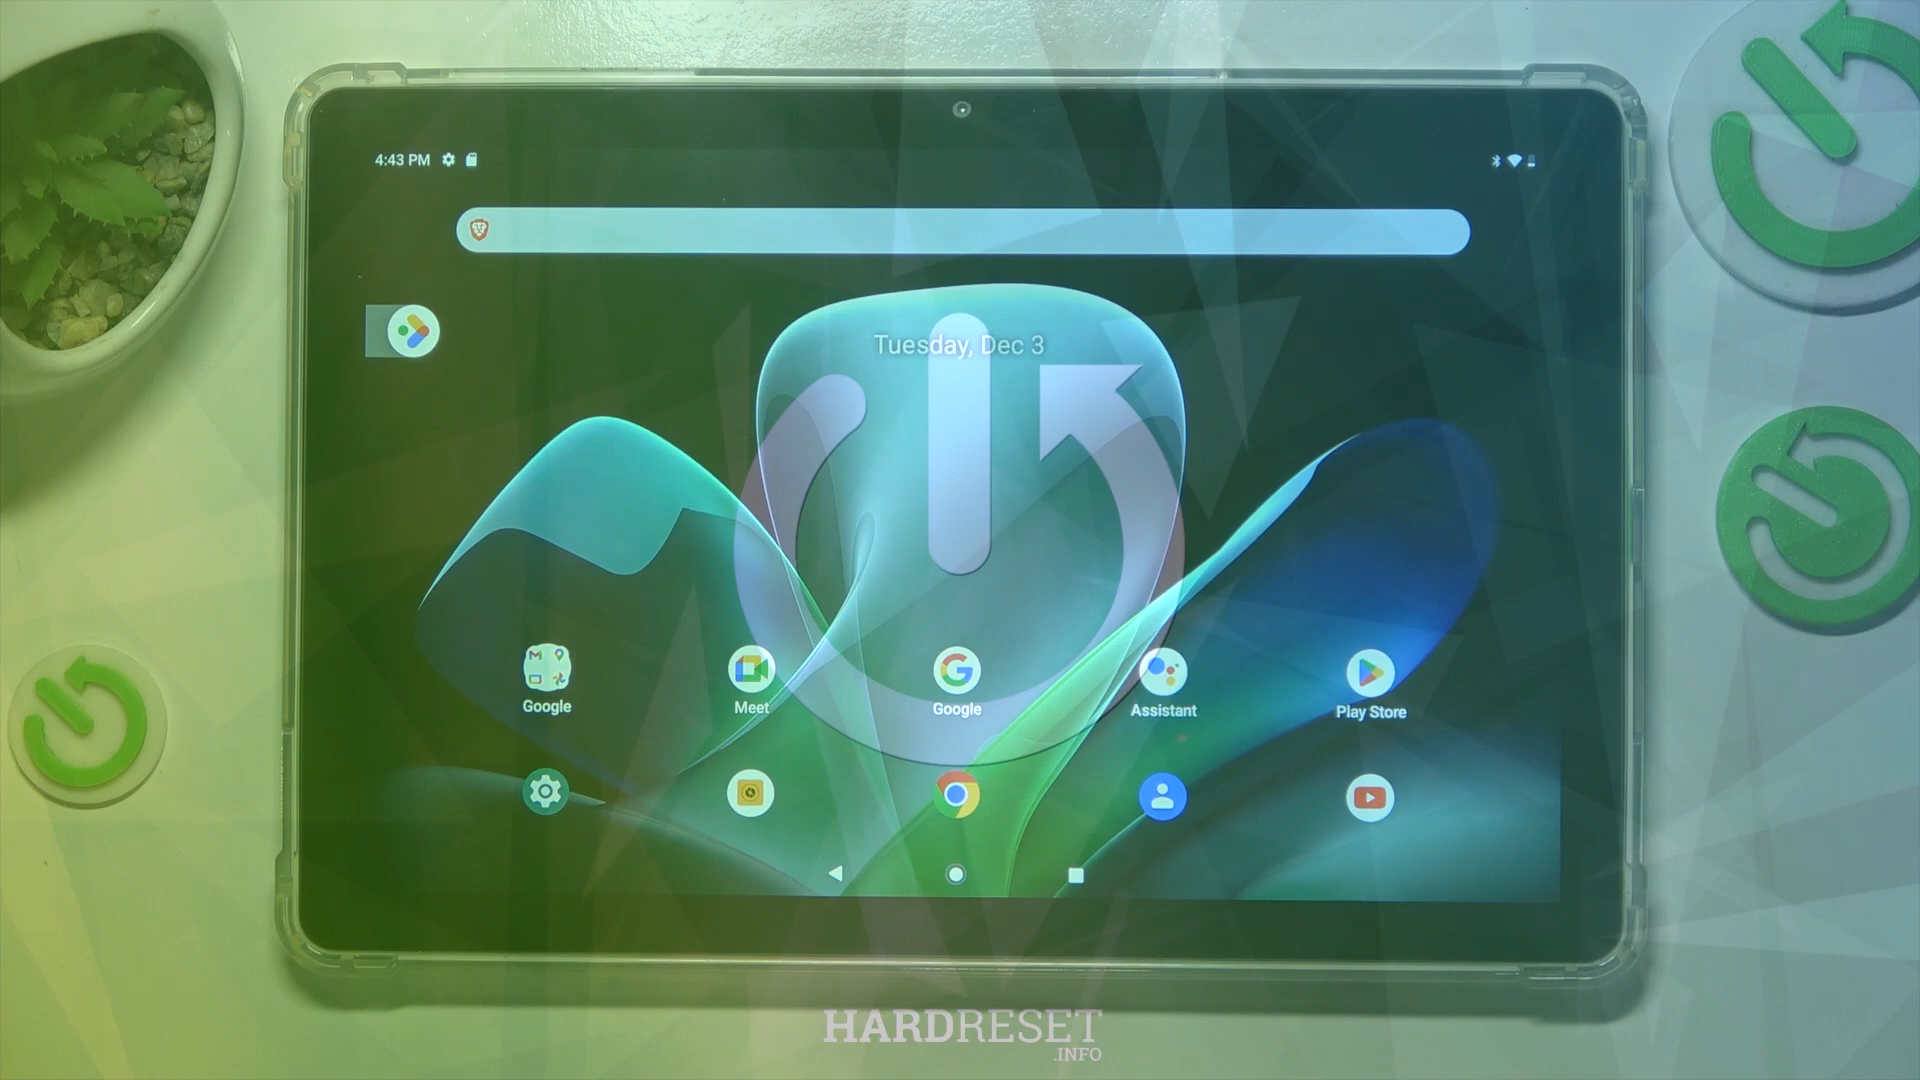 4:43 PM
Tuesday, Dec 3
Google
Meet
Google
Assistant
Play Store
HARDRESET
.INFO